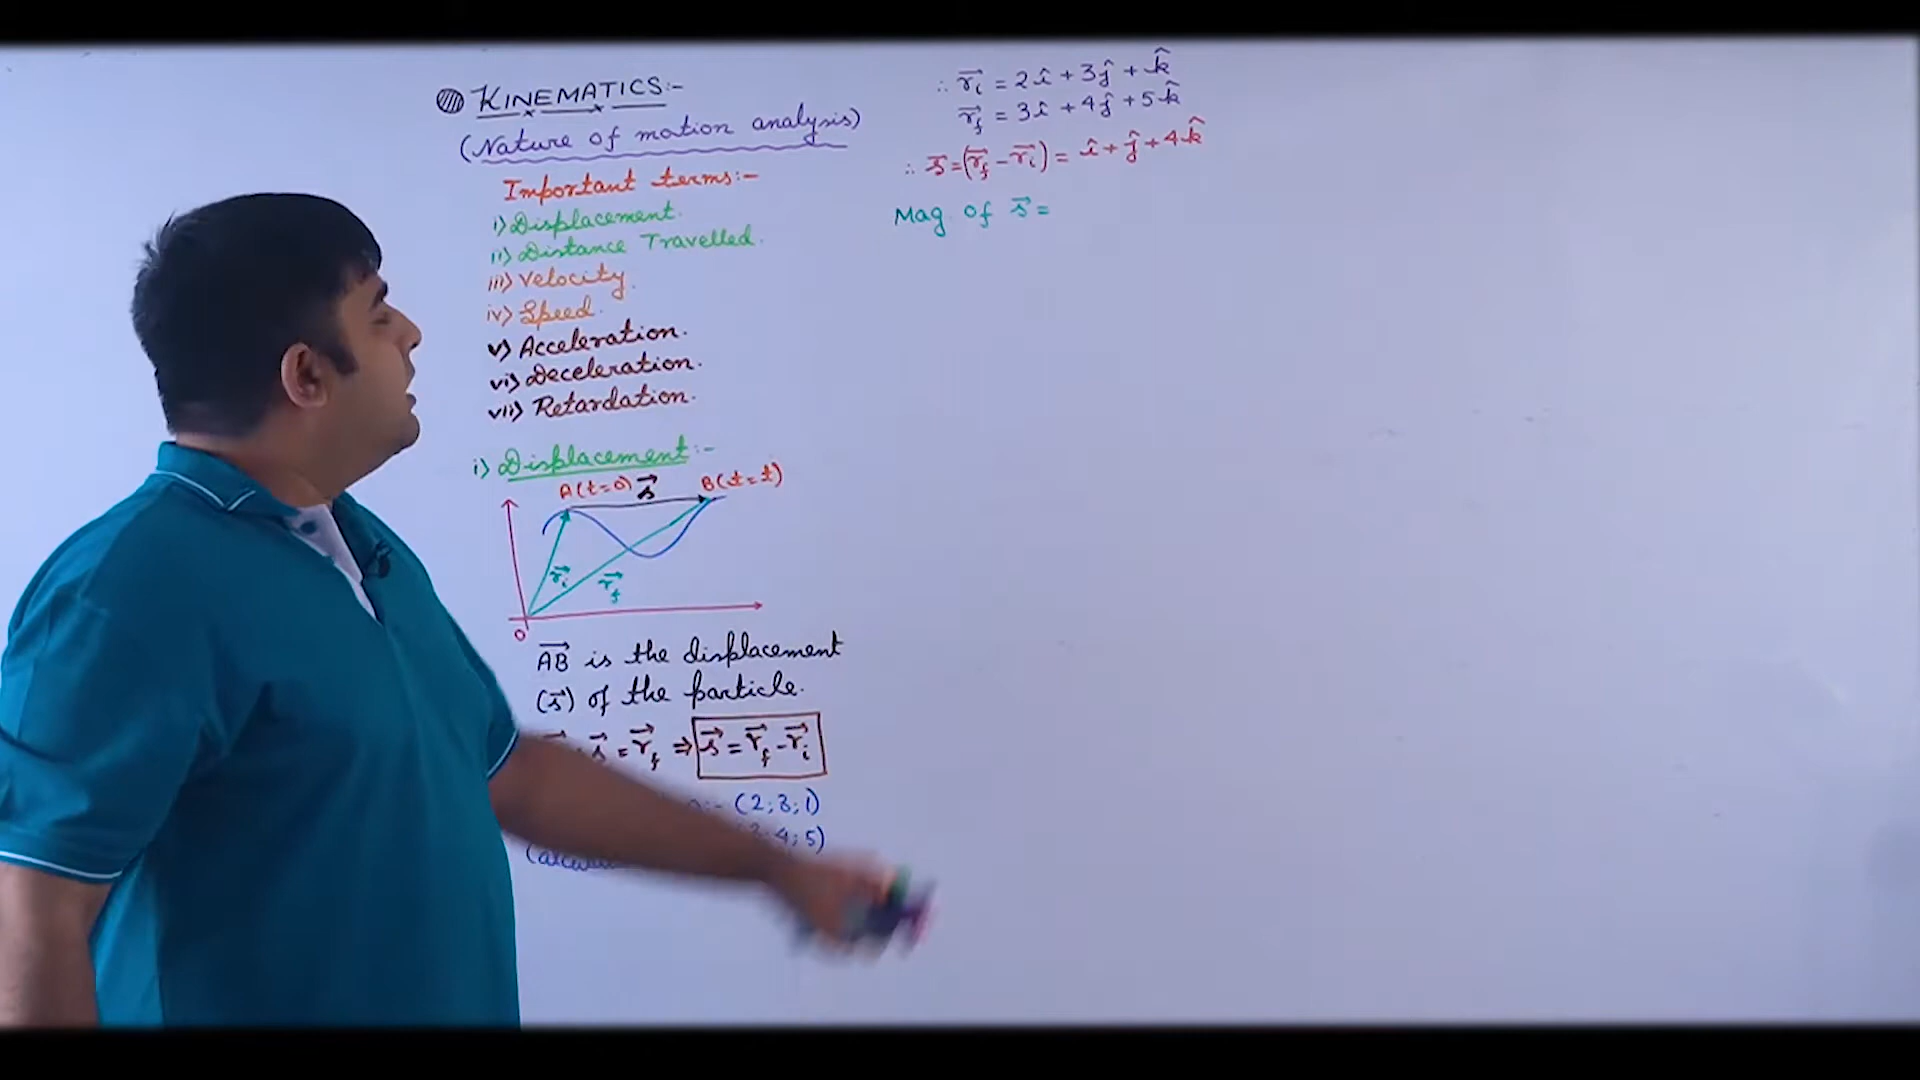 KINEMATICS:-
(Nature of motion analysis)
Important terms:-
i) Displacement.
ii) Distance Travelled.
iii) Velocity.
iv) Speed.
v) Acceleration.
vi) Deceleration.
vii) Retardation.
i) Displacement:-
A(t=0) s⃗ B(t=t)
r⃗i r⃗f
O
A⃗B⃗ is the displacement
(s⃗) of the particle.
s⃗ = r⃗f ⇒ s⃗ = r⃗f - r⃗i
:- (2;3;1)
4;5)
∴ r⃗i = 2î + 3ĵ + k̂
r⃗f = 3î + 4ĵ + 5k̂
∴ s⃗ = (r⃗f - r⃗i) = î + ĵ + 4k̂
Mag. of s⃗ =